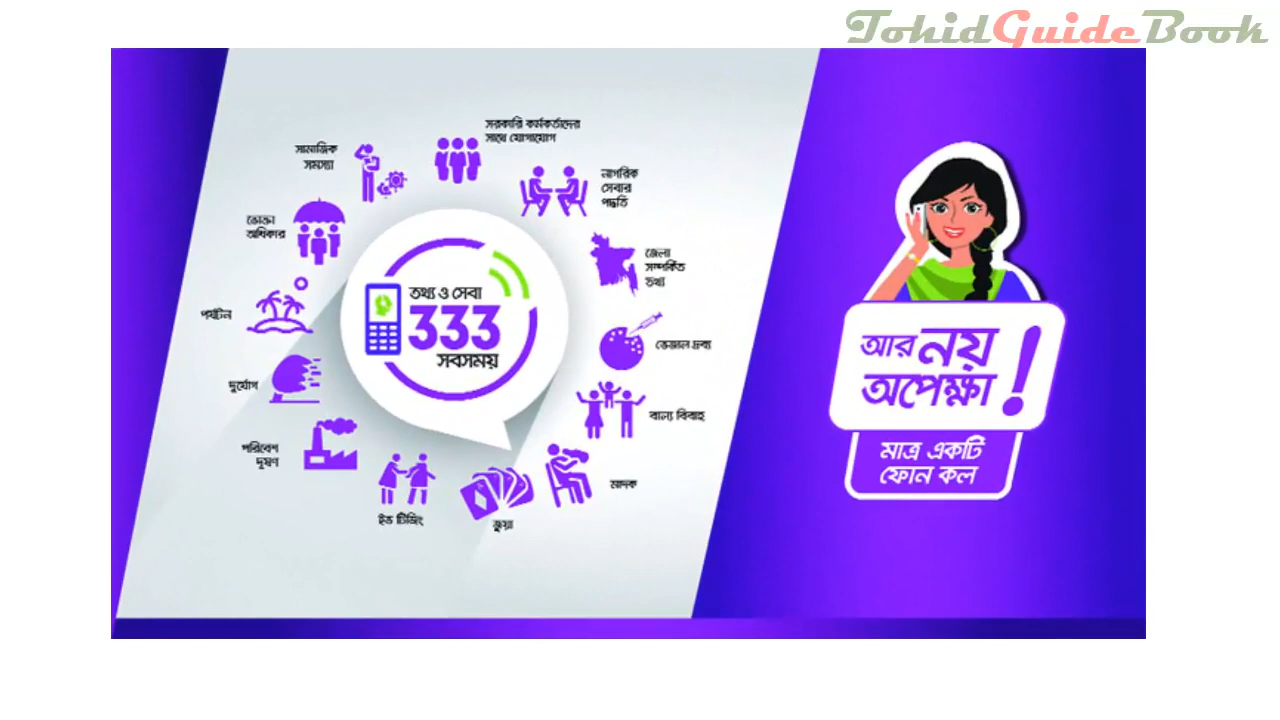 TohidGuideBook
সরকারি কর্মকর্তাদের
সাথে যোগাযোগ
সামাজিক
সমস্যা
নাগরিক
সেবার
পদ্ধতি
ভোক্তা
অধিকার
জেলা
সম্পর্কিত
তথ্য
পর্যটন
তথ্য ও সেবা
333
সবসময়
ভেজাল দ্রব্য
দুর্যোগ
বাল্য বিবাহ
পরিবেশ
দূষণ
মাদক
ইভ টিজিং
জুয়া
আর নয়
অপেক্ষা!
মাত্র একটি
ফোন কল